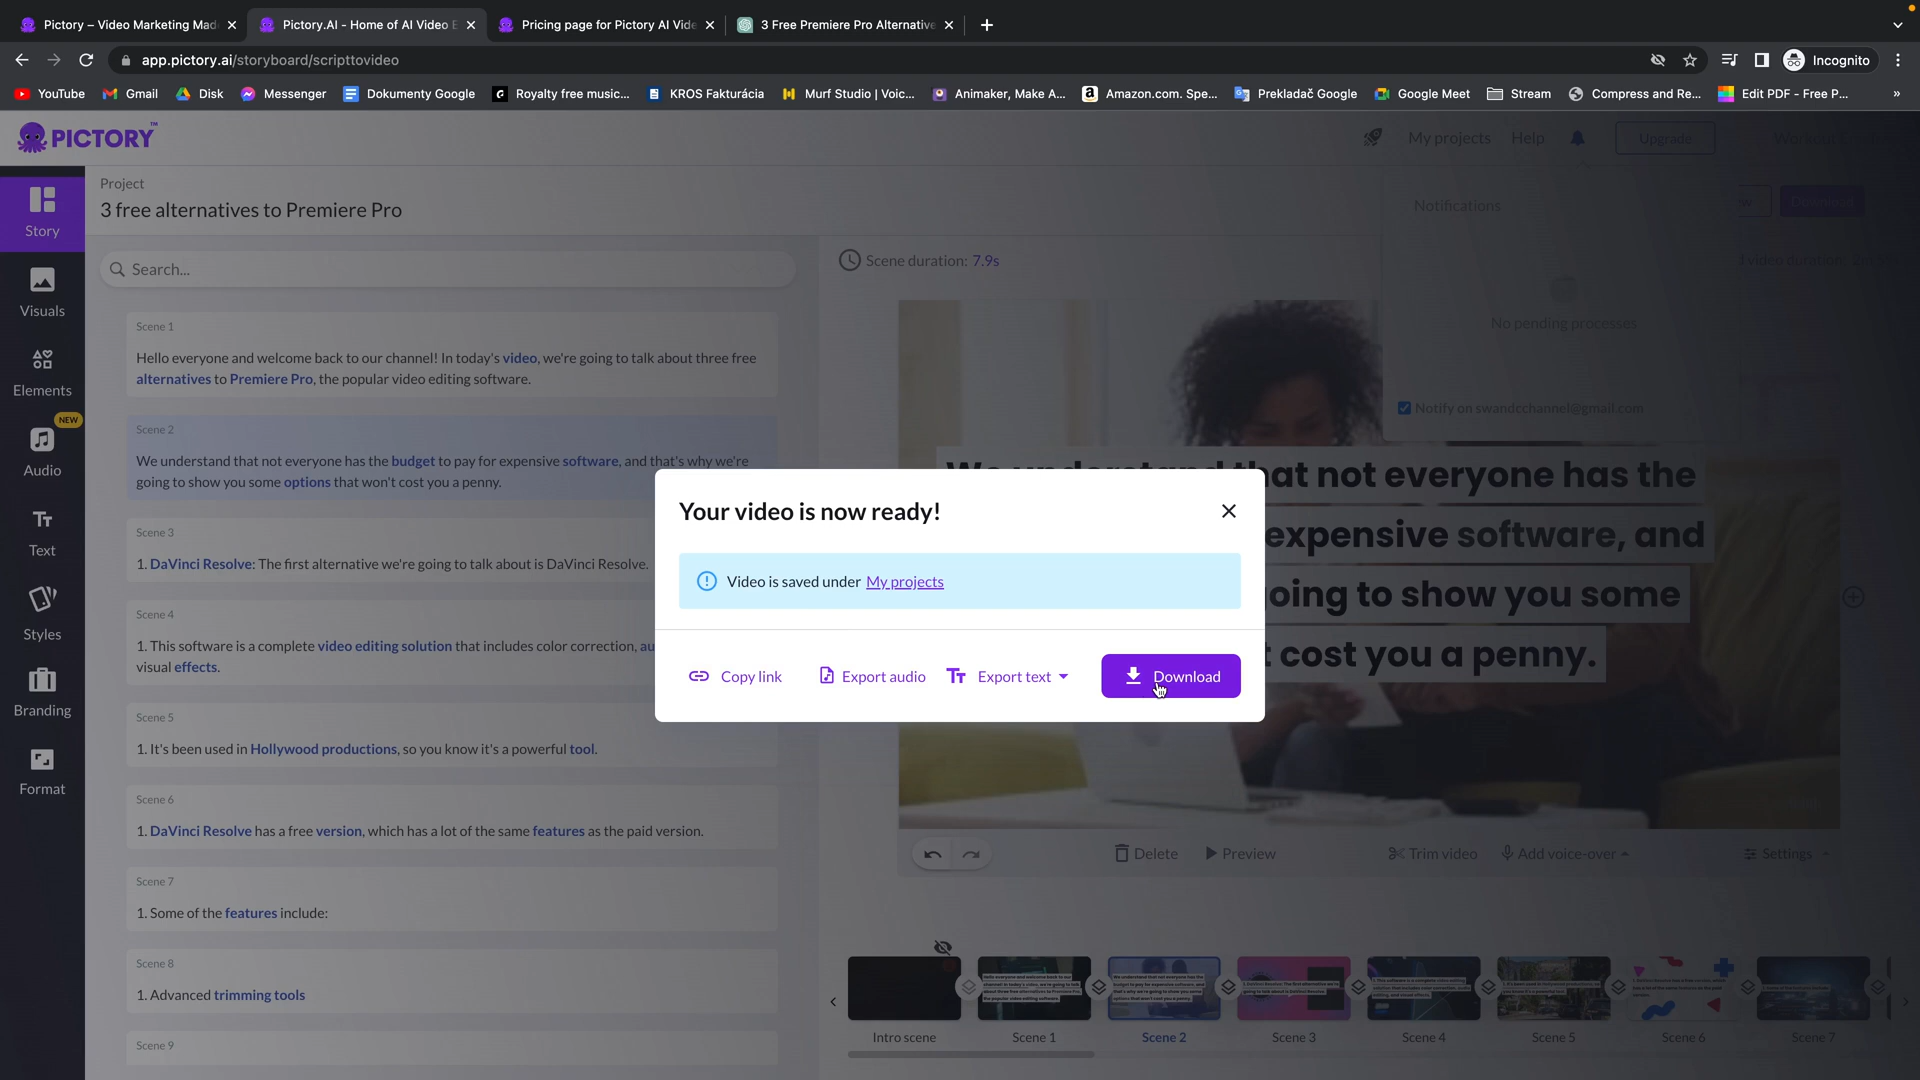 Pictory – Video Marketing Mad
Pictory.AI - Home of AI Video E
Pricing page for Pictory AI Vide
3 Free Premiere Pro Alternative
app.pictory.ai/storyboard/scripttovideo
Incognito
YouTube
Gmail
Disk
Messenger
Dokumenty Google
Royalty free music...
KROS Fakturácia
Murf Studio | Voic...
Animaker, Make A...
Amazon.com. Spe...
Prekladač Google
Google Meet
Stream
Compress and Re...
Edit PDF - Free P...
PICTORY
My projects
Help
Upgrade
Project
3 free alternatives to Premiere Pro
Notifications
Download
Story
Visuals
Elements
NEW
Audio
Text
Styles
Branding
Format
Search...
Scene 1
Hello everyone and welcome back to our channel! In today's video, we're going to talk about three free
alternatives to Premiere Pro, the popular video editing software.
Scene 2
We understand that not everyone has the budget to pay for expensive software, and that's why we're
going to show you some options that won't cost you a penny.
Scene 3
1. DaVinci Resolve: The first alternative we're going to talk about is DaVinci Resolve.
Scene 4
1. This software is a complete video editing solution that includes color correction, au
visual effects.
Scene 5
1. It's been used in Hollywood productions, so you know it's a powerful tool.
Scene 6
1. DaVinci Resolve has a free version, which has a lot of the same features as the paid version.
Scene 7
1. Some of the features include:
Scene 8
1. Advanced trimming tools
Scene 9
Scene duration: 7.9s
No pending processes
Notify on swandcchannel@gmail.com
We understand that not everyone has the
expensive software, and
oing to show you some
t cost you a penny.
Your video is now ready!
Video is saved under My projects
Copy link
Export audio
Export text
Download
Delete
Preview
Trim video
Add voice-over
Settings
Intro scene
Scene 1
Scene 2
Scene 3
Scene 4
Scene 5
Scene 6
Scene 7